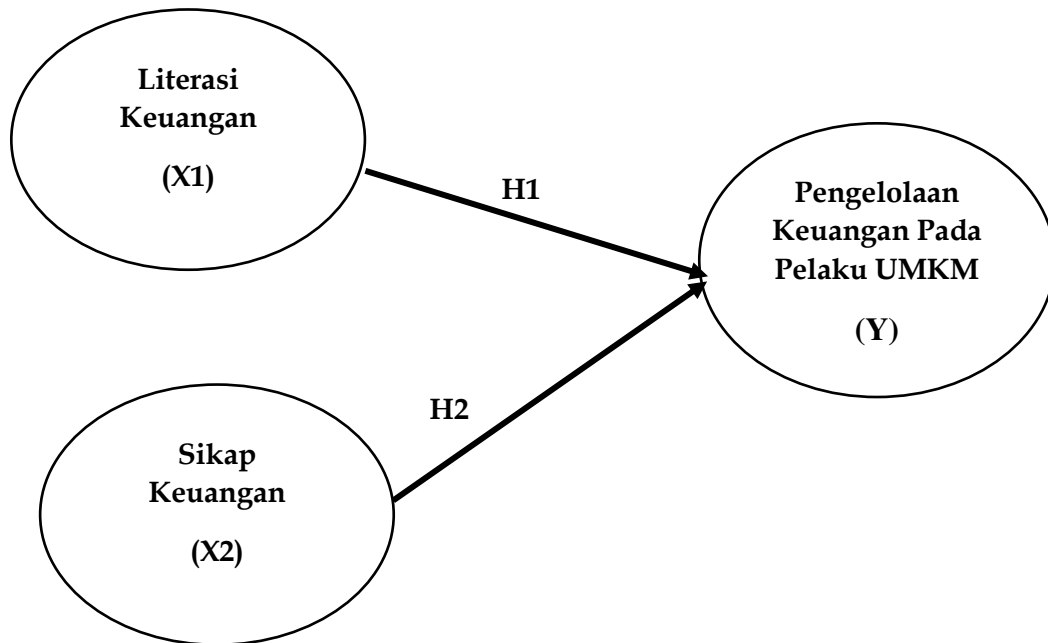 Literasi
Keuangan
(X1)
H1
Pengelolaan
Keuangan Pada
Pelaku UMKM
(Y)
H2
Sikap
Keuangan
(X2)